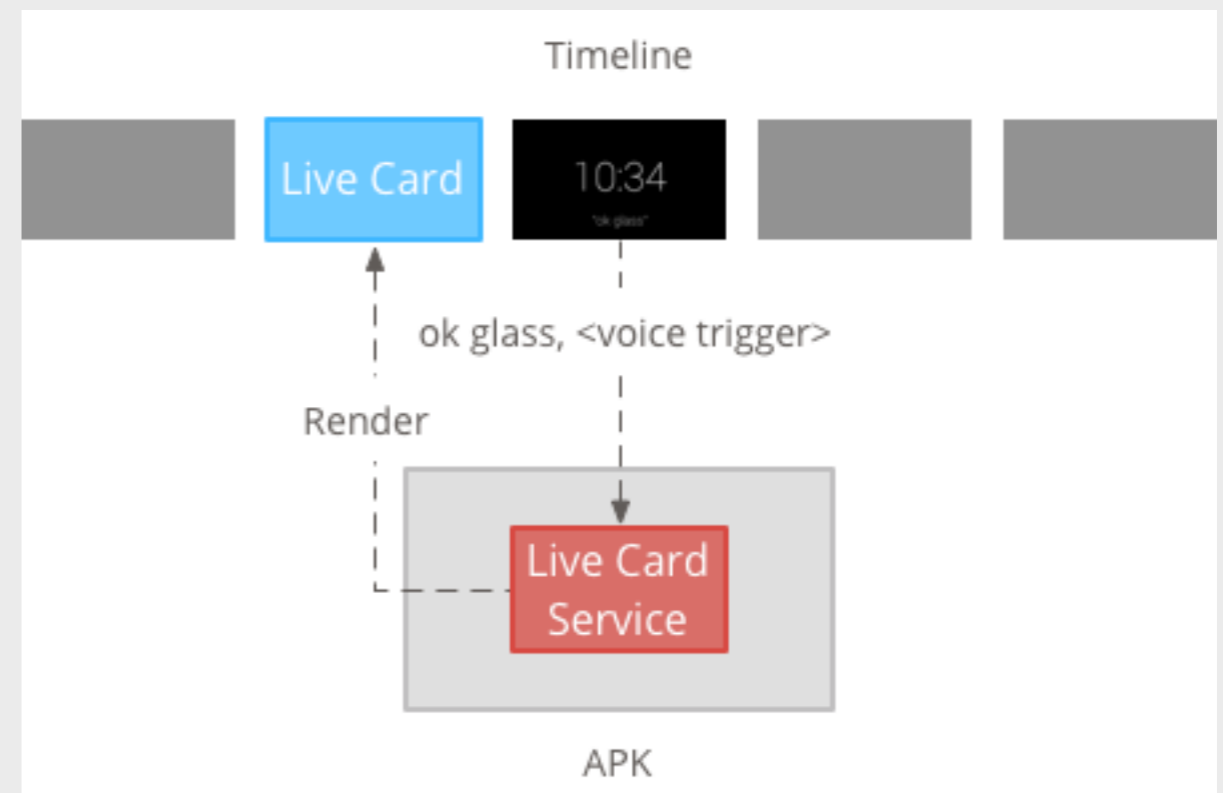 Timeline
Live Card
10:34
"ok glass"
ok glass, <voice trigger>
Render
Live Card
Service
APK